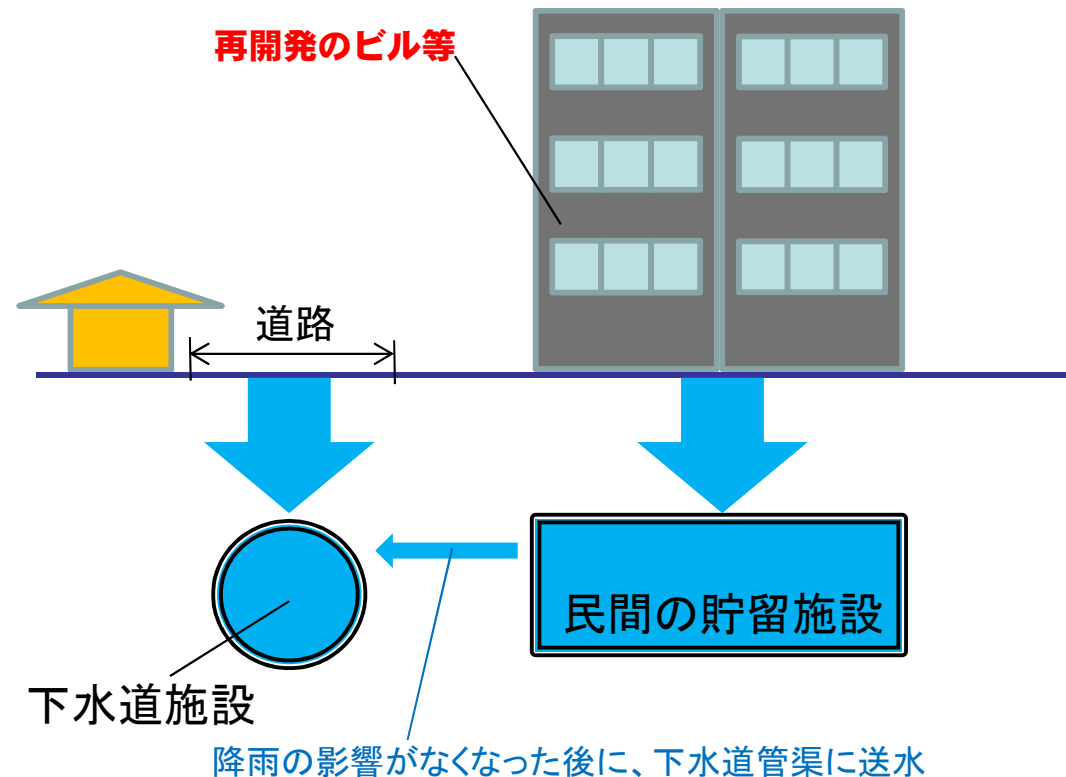 再開発のビル等
道路
民間の貯留施設
下水道施設
降雨の影響がなくなった後に、下水道管渠に送水